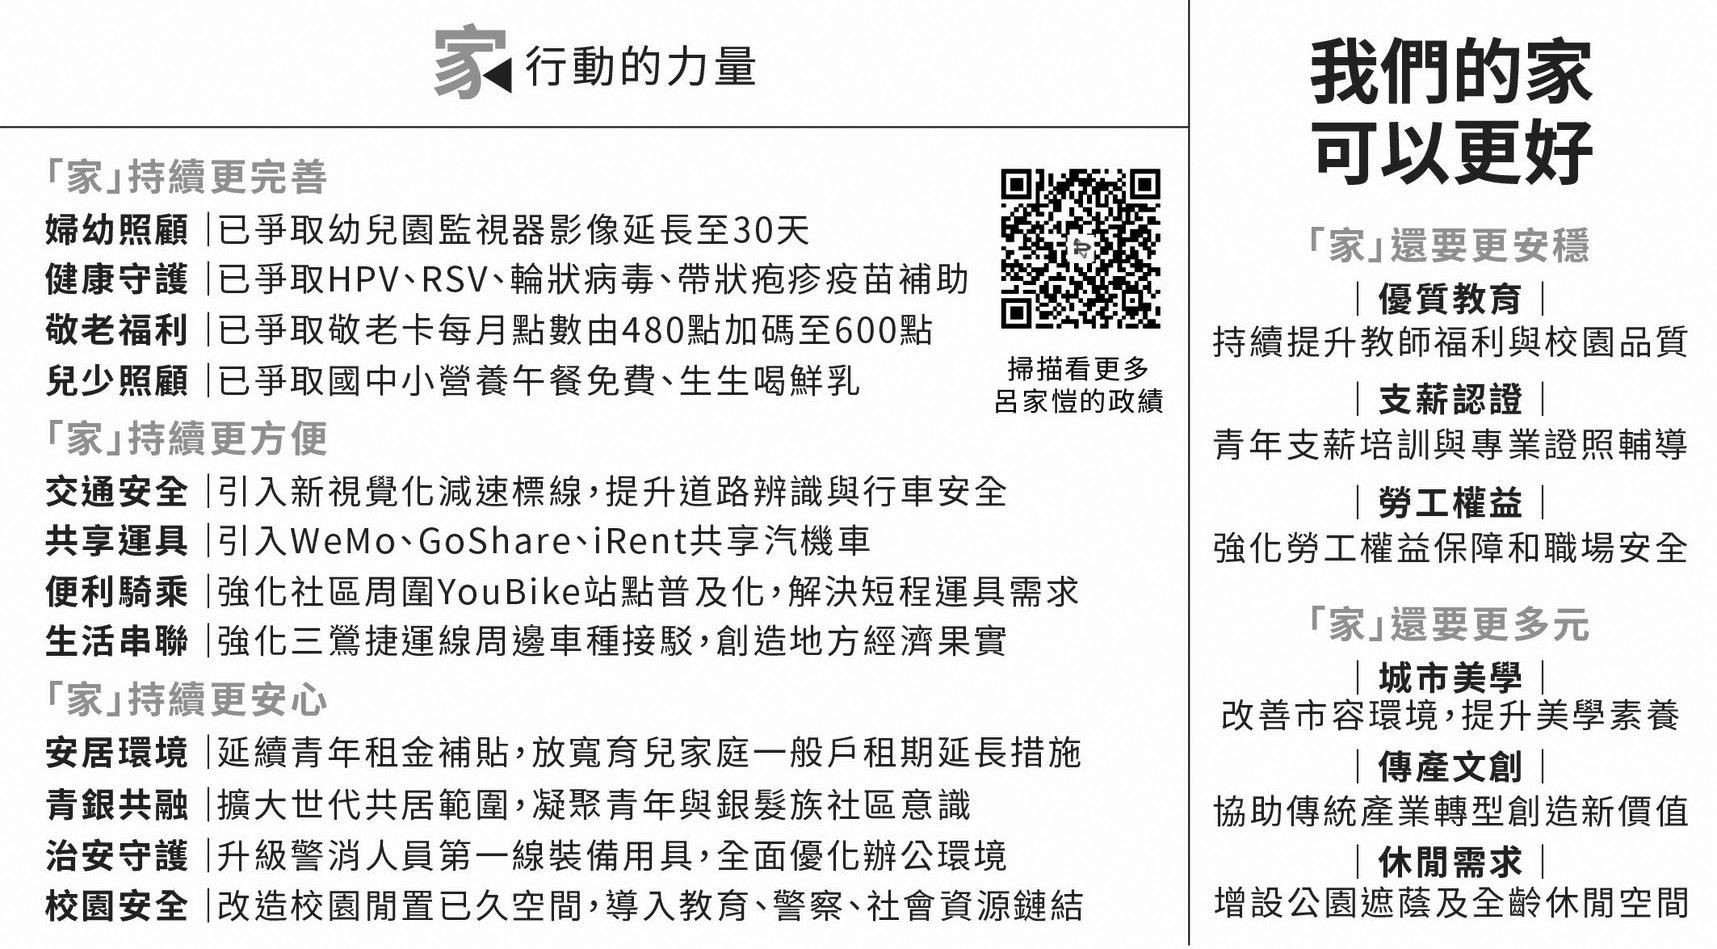 家 行動的力量
「家」持續更完善
婦幼照顧｜已爭取幼兒園監視器影像延長至30天
健康守護｜已爭取HPV、RSV、輪狀病毒、帶狀疱疹疫苗補助
敬老福利｜已爭取敬老卡每月點數由480點加碼至600點
兒少照顧｜已爭取國中小營養午餐免費、生生喝鮮乳
掃描看更多
呂家愷的政績
「家」持續更方便
交通安全｜引入新視覺化減速標線，提升道路辨識與行車安全
共享運具｜引入WeMo、GoShare、iRent共享汽機車
便利騎乘｜強化社區周圍YouBike站點普及化，解決短程運具需求
生活串聯｜強化三鶯捷運線周邊車種接駁，創造地方經濟果實
「家」持續更安心
安居環境｜延續青年租金補貼，放寬育兒家庭一般戶租期延長措施
青銀共融｜擴大世代共居範圍，凝聚青年與銀髮族社區意識
治安守護｜升級警消人員第一線裝備用具，全面優化辦公環境
校園安全｜改造校園閒置已久空間，導入教育、警察、社會資源鏈結
我們的家
可以更好
「家」還要更安穩
｜優質教育｜
持續提升教師福利與校園品質
｜支薪認證｜
青年支薪培訓與專業證照輔導
｜勞工權益｜
強化勞工權益保障和職場安全
「家」還要更多元
｜城市美學｜
改善市容環境，提升美學素養
｜傳產文創｜
協助傳統產業轉型創造新價值
｜休閒需求｜
增設公園遮蔭及全齡休閒空間